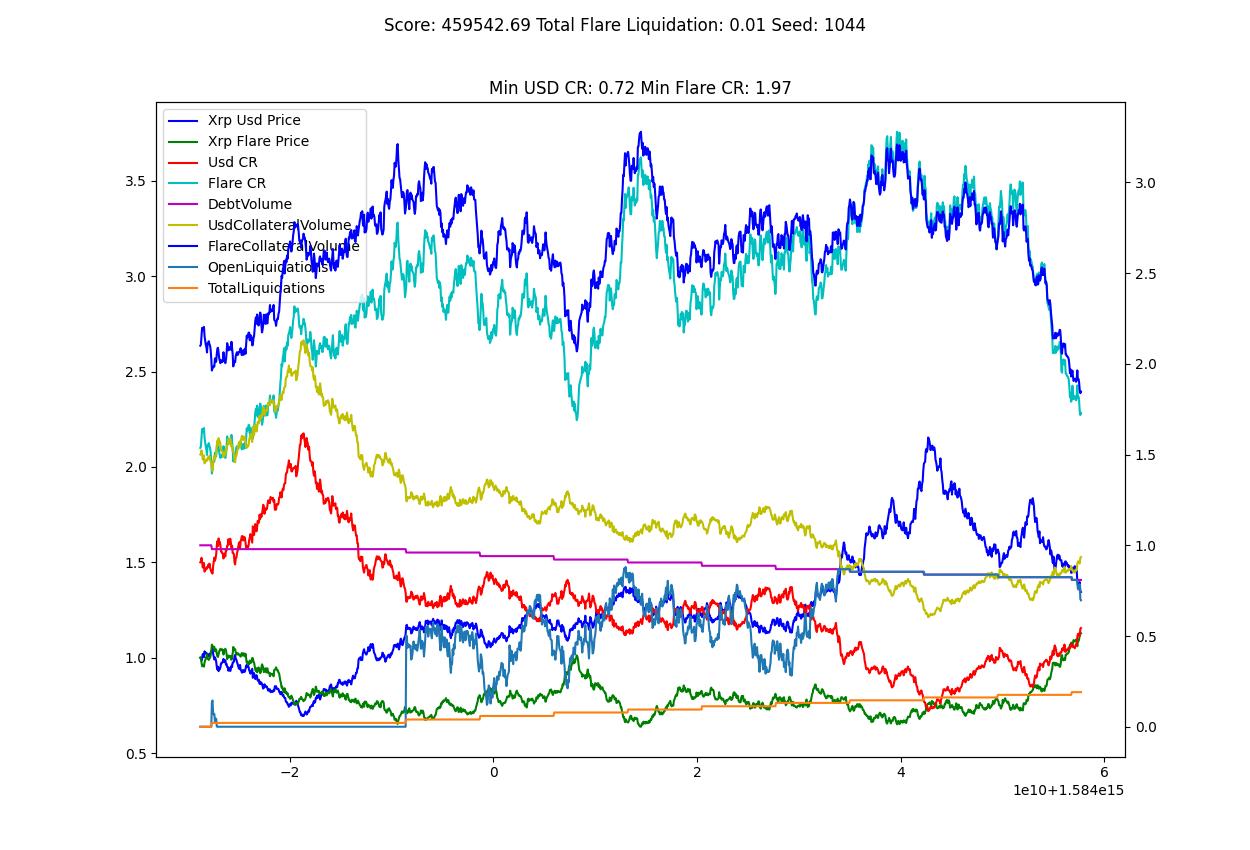 Score: 459542.69 Total Flare Liquidation: 0.01 Seed: 1044
Min USD CR: 0.72 Min Flare CR: 1.97
Xrp Usd Price
Xrp Flare Price
Usd CR
Flare CR
DebtVolume
UsdCollateralVolume
FlareCollateralVolume
OpenLiquidations
TotalLiquidations
3.5
3.0
2.5
2.0
1.5
1.0
0.5
3.0
2.5
2.0
1.5
1.0
0.5
0.0
−2 0 2 4 6
1e10+1.584e15